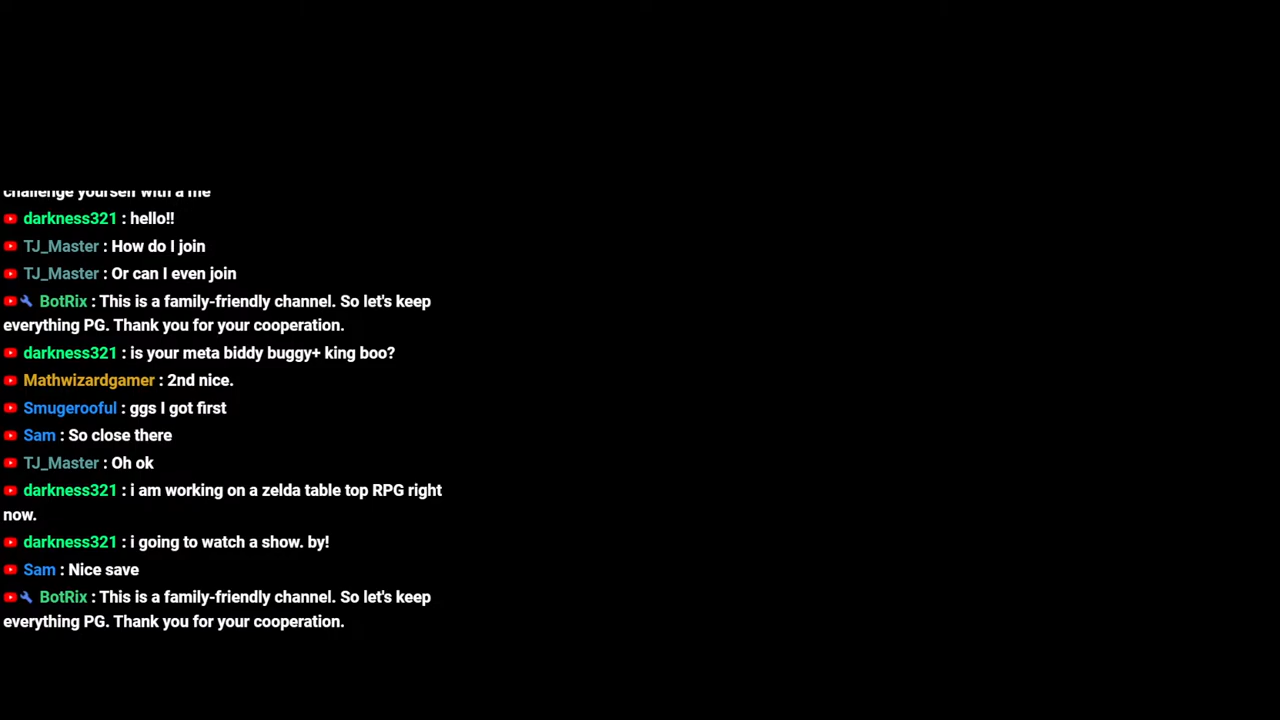 challenge yourself with a me
darkness321 : hello!!
TJ_Master : How do I join
TJ_Master : Or can I even join
BotRix : This is a family-friendly channel. So let's keep
everything PG. Thank you for your cooperation.
darkness321 : is your meta biddy buggy+ king boo?
Mathwizardgamer : 2nd nice.
Smugerooful : ggs I got first
Sam : So close there
TJ_Master : Oh ok
darkness321 : i am working on a zelda table top RPG right
now.
darkness321 : i going to watch a show. by!
Sam : Nice save
BotRix : This is a family-friendly channel. So let's keep
everything PG. Thank you for your cooperation.